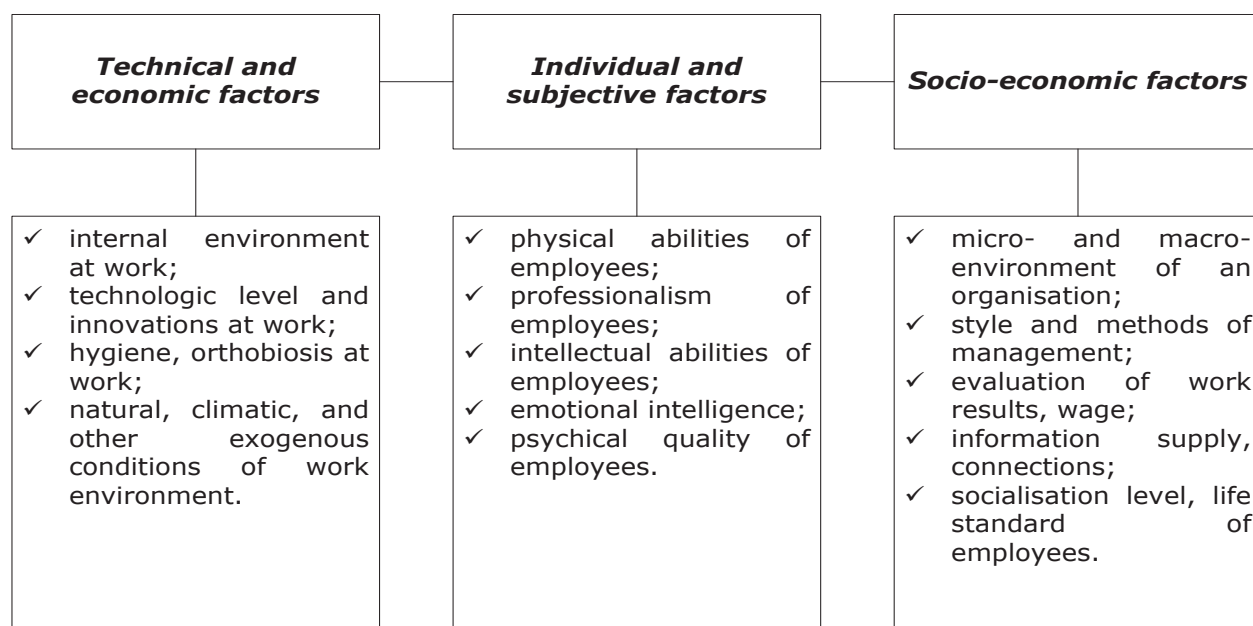 Technical and
economic factors
Individual and
subjective factors
Socio-economic factors
✓ internal environment
at work;
✓ technologic level and
innovations at work;
✓ hygiene, orthobiosis at
work;
✓ natural, climatic, and
other exogenous
conditions of work
environment.
✓ physical abilities of
employees;
✓ professionalism of
employees;
✓ intellectual abilities of
employees;
✓ emotional intelligence;
✓ psychical quality of
employees.
✓ micro- and macro-
environment of an
organisation;
✓ style and methods of
management;
✓ evaluation of work
results, wage;
✓ information supply,
connections;
✓ socialisation level, life
standard of
employees.